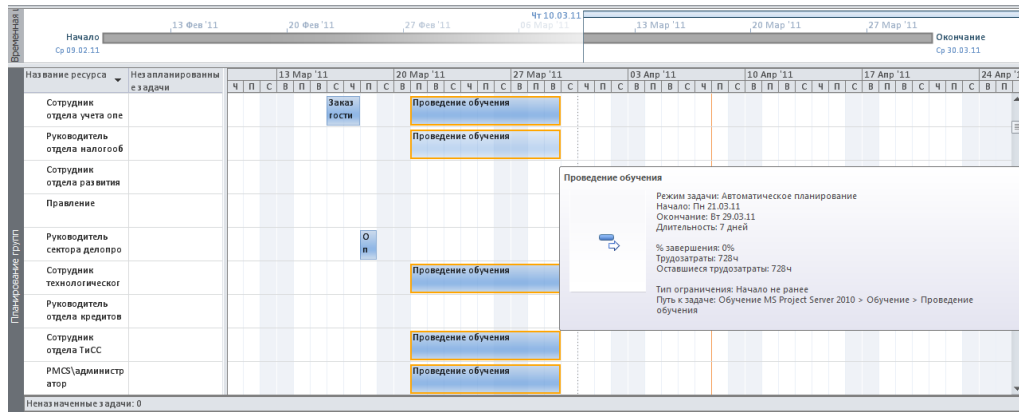 Чт 10.03.11
13 Фев '11 20 Фев '11 27 Фев '11 06 Мар '11 13 Мар '11 20 Мар '11 27 Мар '11
Начало
Ср 09.02.11
Окончание
Ср 30.03.11
Временная
Планирование групп
Название ресурса
Незапланированны
е задачи
13 Мар '11 20 Мар '11 27 Мар '11 03 Апр '11 10 Апр '11 17 Апр '11 24 Апр '1
Ч П С В П В С Ч П С В П В С Ч П С В П В С Ч П С В П В С Ч П С В П В С Ч П С В П В С Ч П С В П
Сотрудник
отдела учета опе
Заказ
гости
Проведение обучения
Руководитель
отдела налогооб
Проведение обучения
Сотрудник
отдела развития
Правление
Руководитель
сектора делопро
О
п
Сотрудник
технологическог
Проведение обучения
Руководитель
отдела кредитов
Сотрудник
отдела ТиСС
Проведение обучения
PMCS\администр
атор
Проведение обучения
Проведение обучения
Режим задачи: Автоматическое планирование
Начало: Пн 21.03.11
Окончание: Вт 29.03.11
Длительность: 7 дней
% завершения: 0%
Трудозатраты: 728ч
Оставшиеся трудозатраты: 728ч
Тип ограничения: Начало не ранее
Путь к задаче: Обучение MS Project Server 2010 > Обучение > Проведение
обучения
Неназначенные задачи: 0